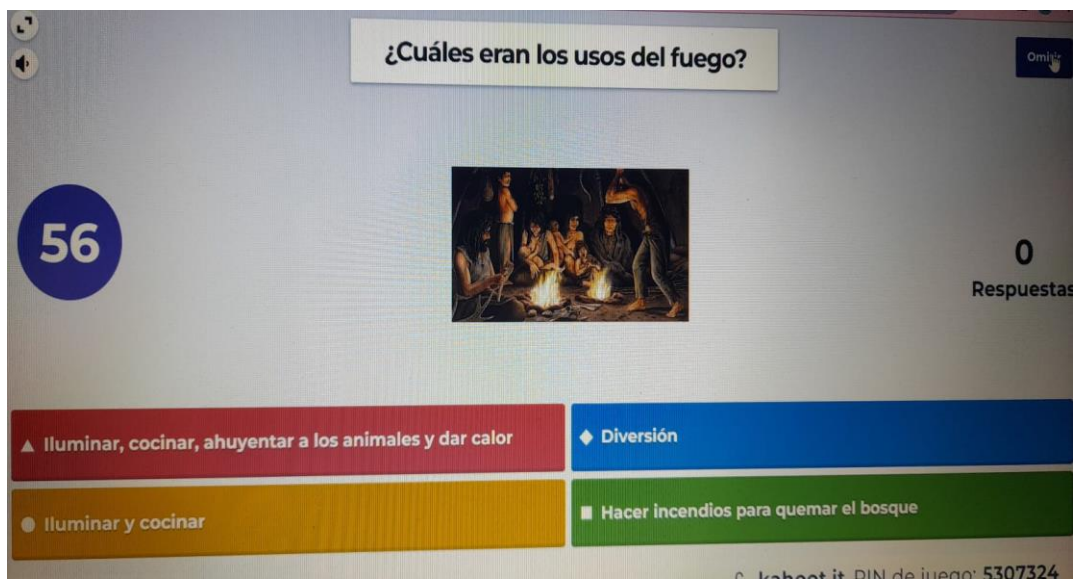 ¿Cuáles eran los usos del fuego?
Omitir
56
0
Respuestas
Iluminar, cocinar, ahuyentar a los animales y dar calor
Diversión
Iluminar y cocinar
Hacer incendios para quemar el bosque
kahoot.it PIN de juego: 5307324